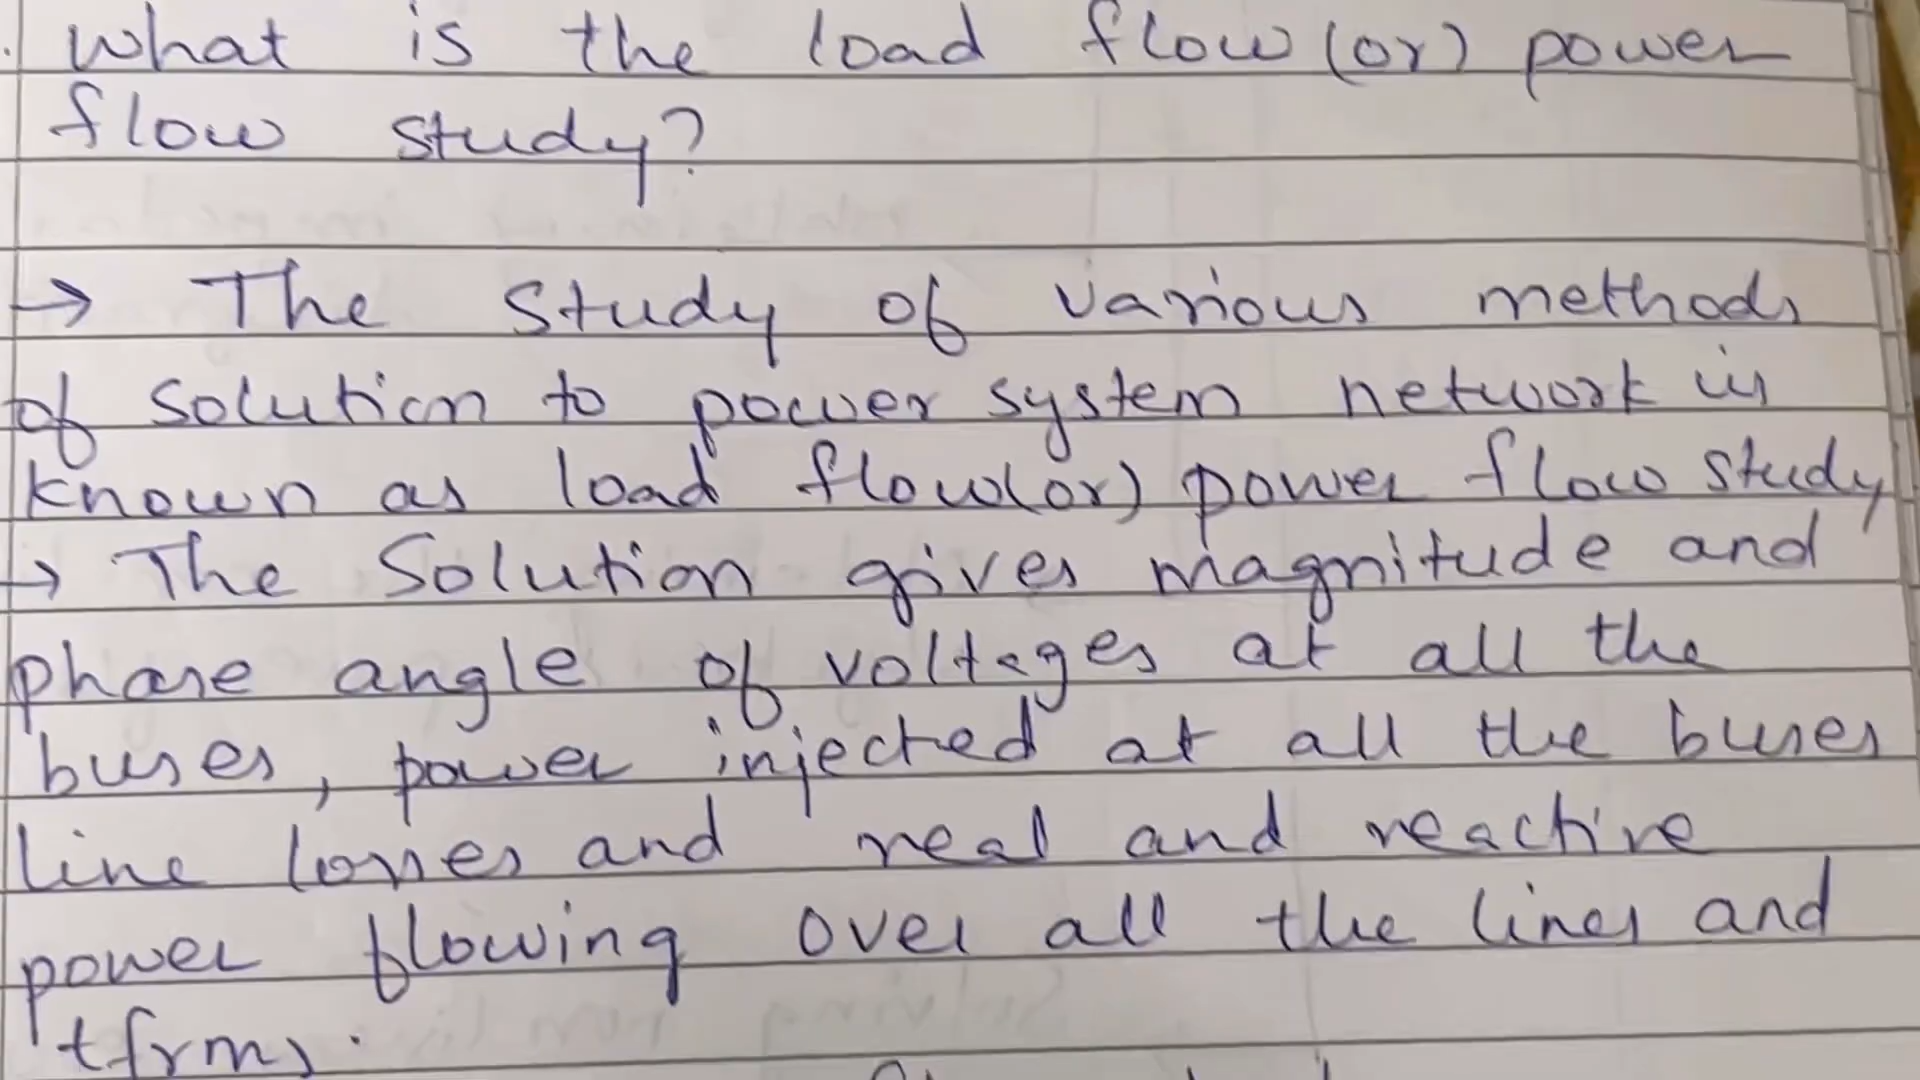 What is the load flow (or) power
flow study?
→ The study of various methods
of solution to power system network is
known as load flow(or) power flow study
→ The Solution gives magnitude and
phase angle of voltages at all the
buses, power injected at all the buses
line losses and real and reactive
power flowing over all the lines and
tfrms.